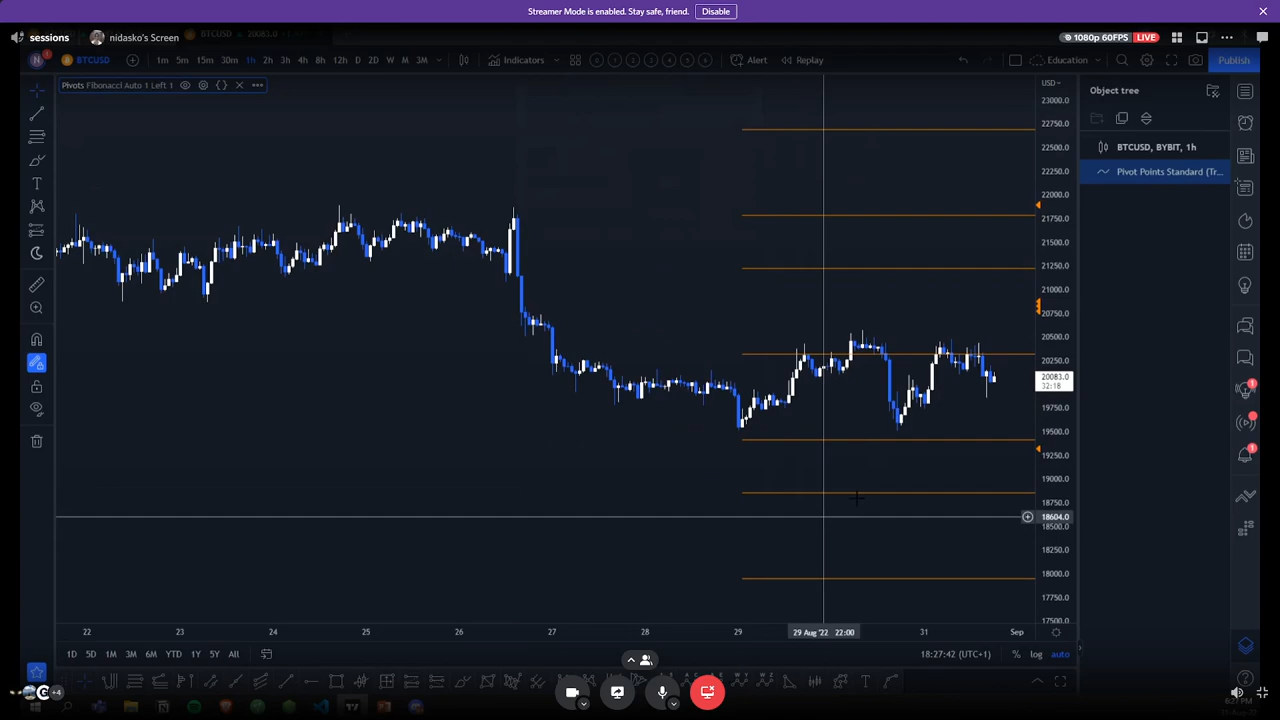 Streamer Mode is enabled. Stay safe, friend. Disable
sessions nidasko's Screen
1080p 60FPS LIVE
N 1 BTCUSD 1m 5m 15m 30m 1h 2h 3h 4h 8h 12h D 2D W M 3M Indicators Alert Replay Education Publish
Pivots Fibonacci Auto 1 Left 1
USD
Object tree
BTCUSD, BYBIT, 1h
Pivot Points Standard (Tr...
23000.0
22750.0
22500.0
22250.0
22000.0
21750.0
21500.0
21250.0
21000.0
20750.0
20500.0
20250.0
20083.0
32:18
19750.0
19500.0
19250.0
19000.0
18750.0
18604.0
18500.0
18250.0
18000.0
17750.0
17500.0
22 23 24 25 26 27 28 29 29 Aug '22 22:00 31 Sep
1D 5D 1M 3M 6M YTD 1Y 5Y All 18:27:42 (UTC+1) % log auto
+4